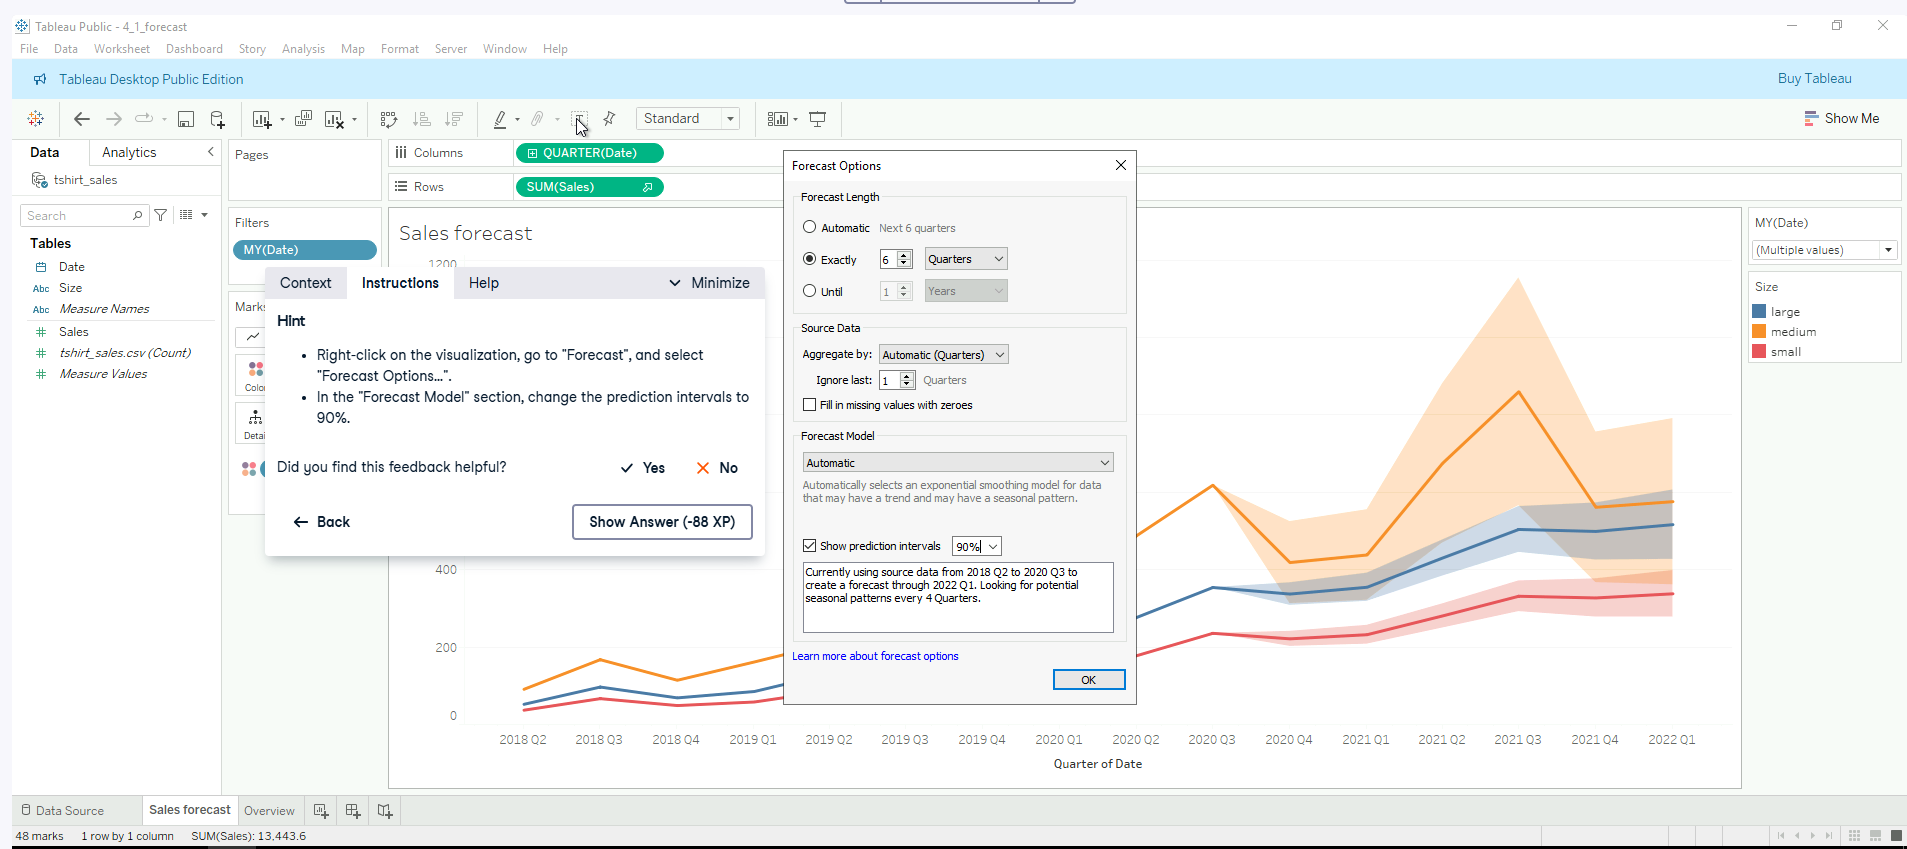 Tableau Public - 4_1_forecast
File Data Worksheet Dashboard Story Analysis Map Format Server Window Help
Tableau Desktop Public Edition
Buy Tableau
Standard
Show Me
Data Analytics
tshirt_sales
Search
Tables
Date
Abc Size
Abc Measure Names
Sales
tshirt_sales.csv (Count)
Measure Values
Pages
Filters
MY(Date)
Marks
Columns QUARTER(Date)
Rows SUM(Sales)
Sales forecast
1200
400
200
0
2018 Q2 2018 Q3 2018 Q4 2019 Q1 2019 Q2 2019 Q3 2019 Q4 2020 Q1 2020 Q2 2020 Q3 2020 Q4 2021 Q1 2021 Q2 2021 Q3 2021 Q4 2022 Q1
Quarter of Date
Context Instructions Help Minimize
Hint
• Right-click on the visualization, go to "Forecast", and select
"Forecast Options...".
• In the "Forecast Model" section, change the prediction intervals to
90%.
Did you find this feedback helpful? Yes No
Back
Show Answer (-88 XP)
Forecast Options
Forecast Length
Automatic Next 6 quarters
Exactly 6 Quarters
Until 1 Years
Source Data
Aggregate by: Automatic (Quarters)
Ignore last: 1 Quarters
Fill in missing values with zeroes
Forecast Model
Automatic
Automatically selects an exponential smoothing model for data
that may have a trend and may have a seasonal pattern.
Show prediction intervals 90%
Currently using source data from 2018 Q2 to 2020 Q3 to
create a forecast through 2022 Q1. Looking for potential
seasonal patterns every 4 Quarters.
Learn more about forecast options
OK
MY(Date)
(Multiple values)
Size
large
medium
small
Data Source Sales forecast Overview
48 marks 1 row by 1 column SUM(Sales): 13,443.6